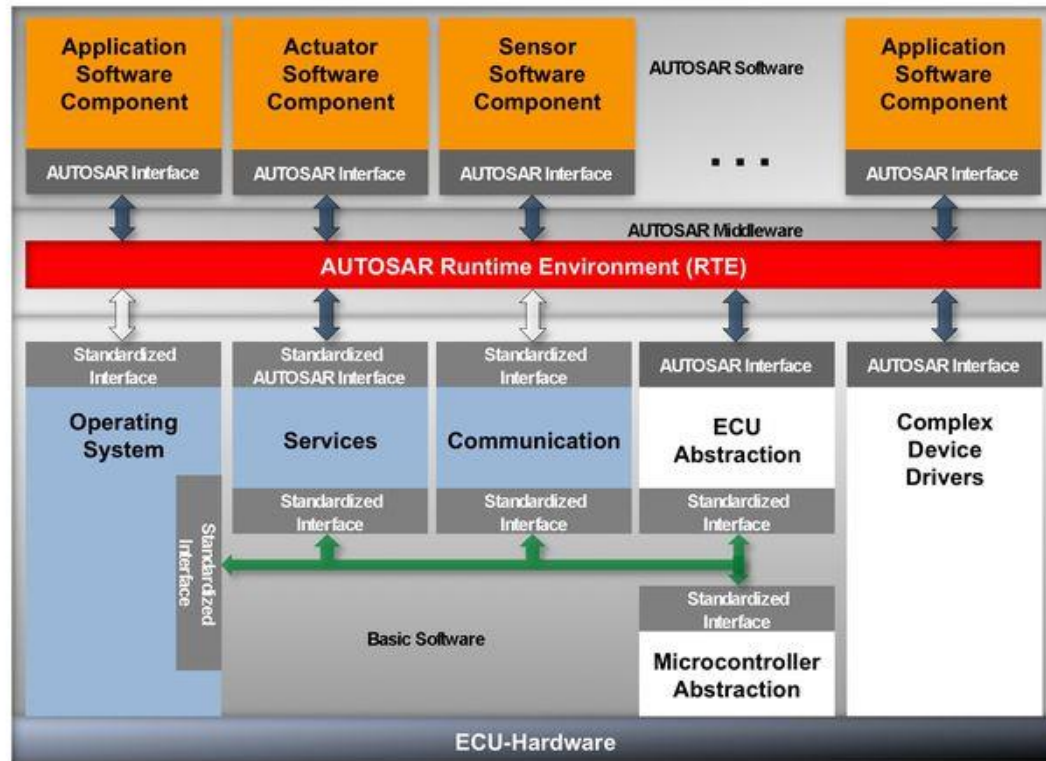 Application
Software
Component
AUTOSAR Interface
Actuator
Software
Component
AUTOSAR Interface
Sensor
Software
Component
AUTOSAR Interface
AUTOSAR Software
. . .
Application
Software
Component
AUTOSAR Interface
AUTOSAR Middleware
AUTOSAR Runtime Environment (RTE)
Standardized
Interface
Operating
System
Standardized
Interface
Standardized
AUTOSAR Interface
Services
Standardized
Interface
Standardized
Interface
Communication
Standardized
Interface
AUTOSAR Interface
ECU
Abstraction
Standardized
Interface
AUTOSAR Interface
Complex
Device
Drivers
Basic Software
Standardized
Interface
Microcontroller
Abstraction
ECU-Hardware